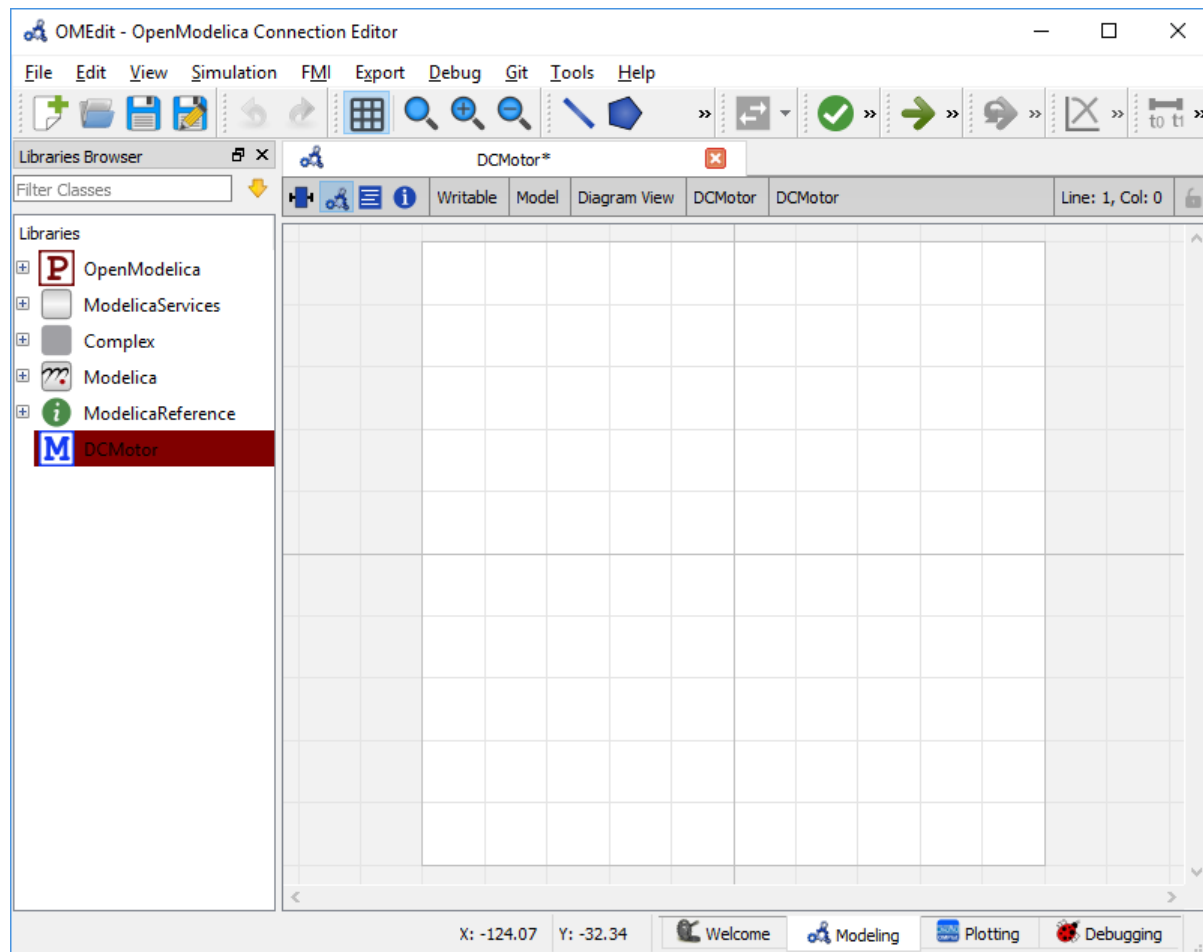 OMEdit - OpenModelica Connection Editor
File Edit View Simulation FMI Export Debug Git Tools Help
» » » » » t0 t1 »
Libraries Browser
DCMotor*
Filter Classes
Writable Model Diagram View DCMotor DCMotor Line: 1, Col: 0
Libraries
P OpenModelica
ModelicaServices
Complex
Modelica
i ModelicaReference
M DCMotor
X: -124.07 Y: -32.34 Welcome Modeling Plotting Debugging